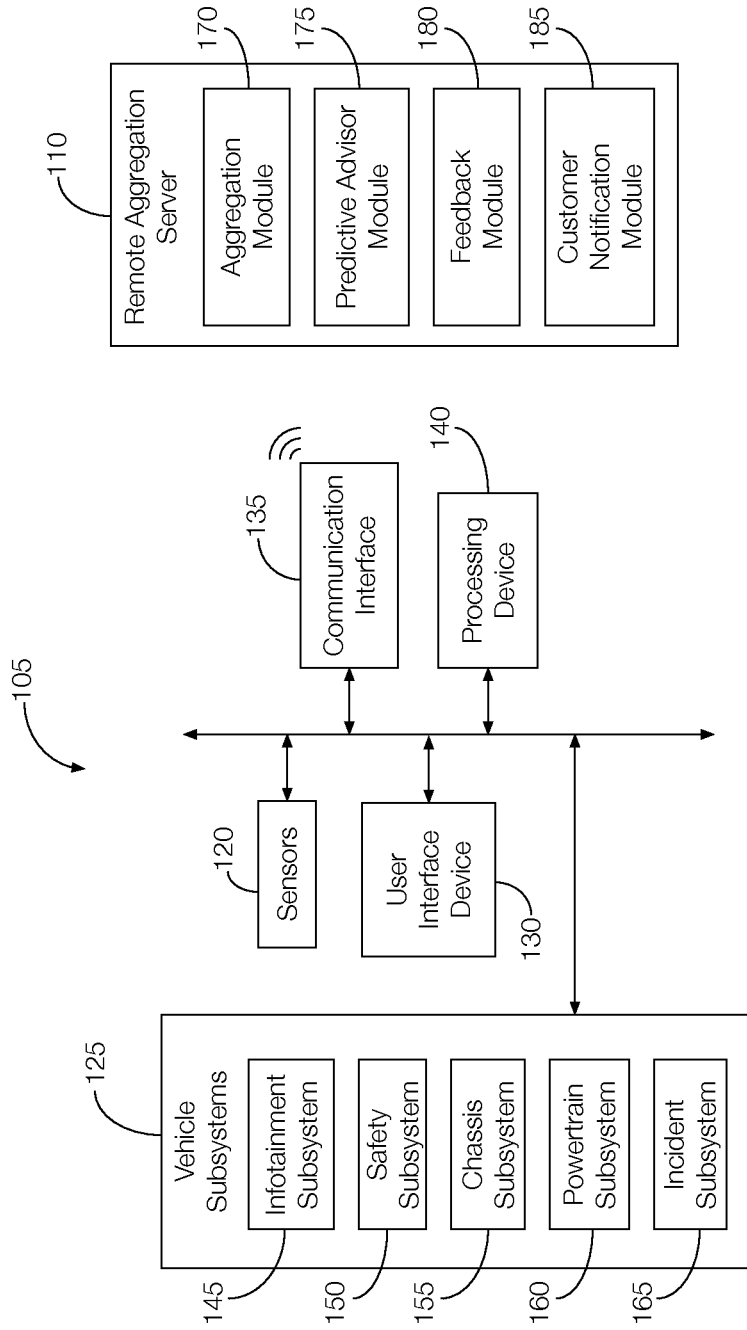 105
125
Vehicle
Subsystems
145
Infotainment
Subsystem
150
Safety
Subsystem
155
Chassis
Subsystem
160
Powertrain
Subsystem
165
Incident
Subsystem
120
Sensors
User
Interface
Device
130
135
Communication
Interface
140
Processing
Device
110
Remote Aggregation
Server
Aggregation
Module
170
Predictive Advisor
Module
175
Feedback
Module
180
Customer
Notification
Module
185